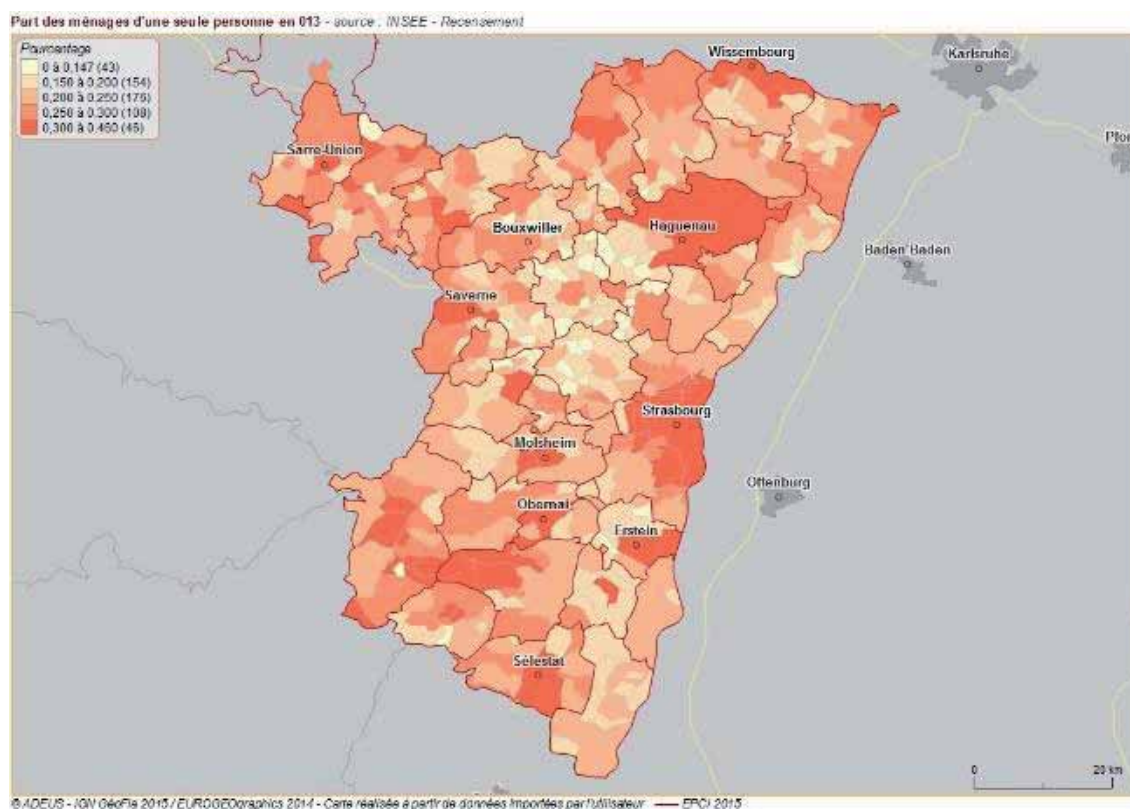 Part des ménages d'une seule personne en 013 - source : INSEE - Recensement
Pourcentage
0 à 0,147 (43)
0,150 à 0,200 (154)
0,200 à 0,250 (176)
0,250 à 0,300 (108)
0,300 à 0,460 (46)
Wissembourg
Karlsruhe
Sarre-Union
Bouxwiller
Haguenau
Baden Baden
Saverne
Strasbourg
Molsheim
Offenburg
Obernai
Erstein
Sélestat
0 20 km
© ADEUS - IGN GéoFla 2015 / EUROGEOgraphics 2014 - Carte réalisée à partir de données importées par l'utilisateur EPCI 2015